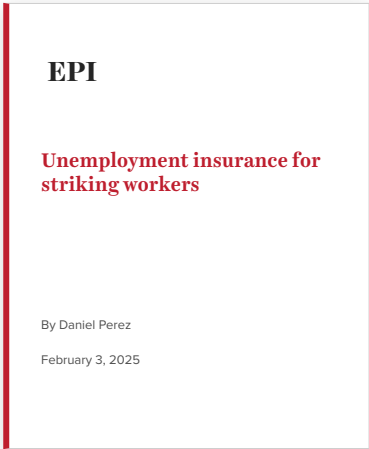 EPI
Unemployment insurance for
striking workers
By Daniel Perez
February 3, 2025